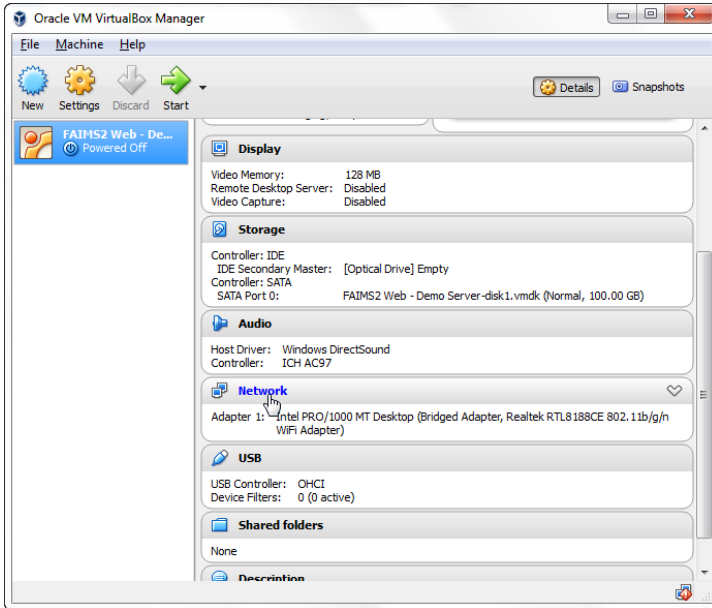 Oracle VM VirtualBox Manager
File Machine Help
New Settings Discard Start
Details Snapshots
FAIMS2 Web - De...
Powered Off
Display
Video Memory: 128 MB
Remote Desktop Server: Disabled
Video Capture: Disabled
Storage
Controller: IDE
IDE Secondary Master: [Optical Drive] Empty
Controller: SATA
SATA Port 0: FAIMS2 Web - Demo Server-disk1.vmdk (Normal, 100.00 GB)
Audio
Host Driver: Windows DirectSound
Controller: ICH AC97
Network
Adapter 1: Intel PRO/1000 MT Desktop (Bridged Adapter, Realtek RTL8188CE 802.11b/g/n
WiFi Adapter)
USB
USB Controller: OHCI
Device Filters: 0 (0 active)
Shared folders
None
Description